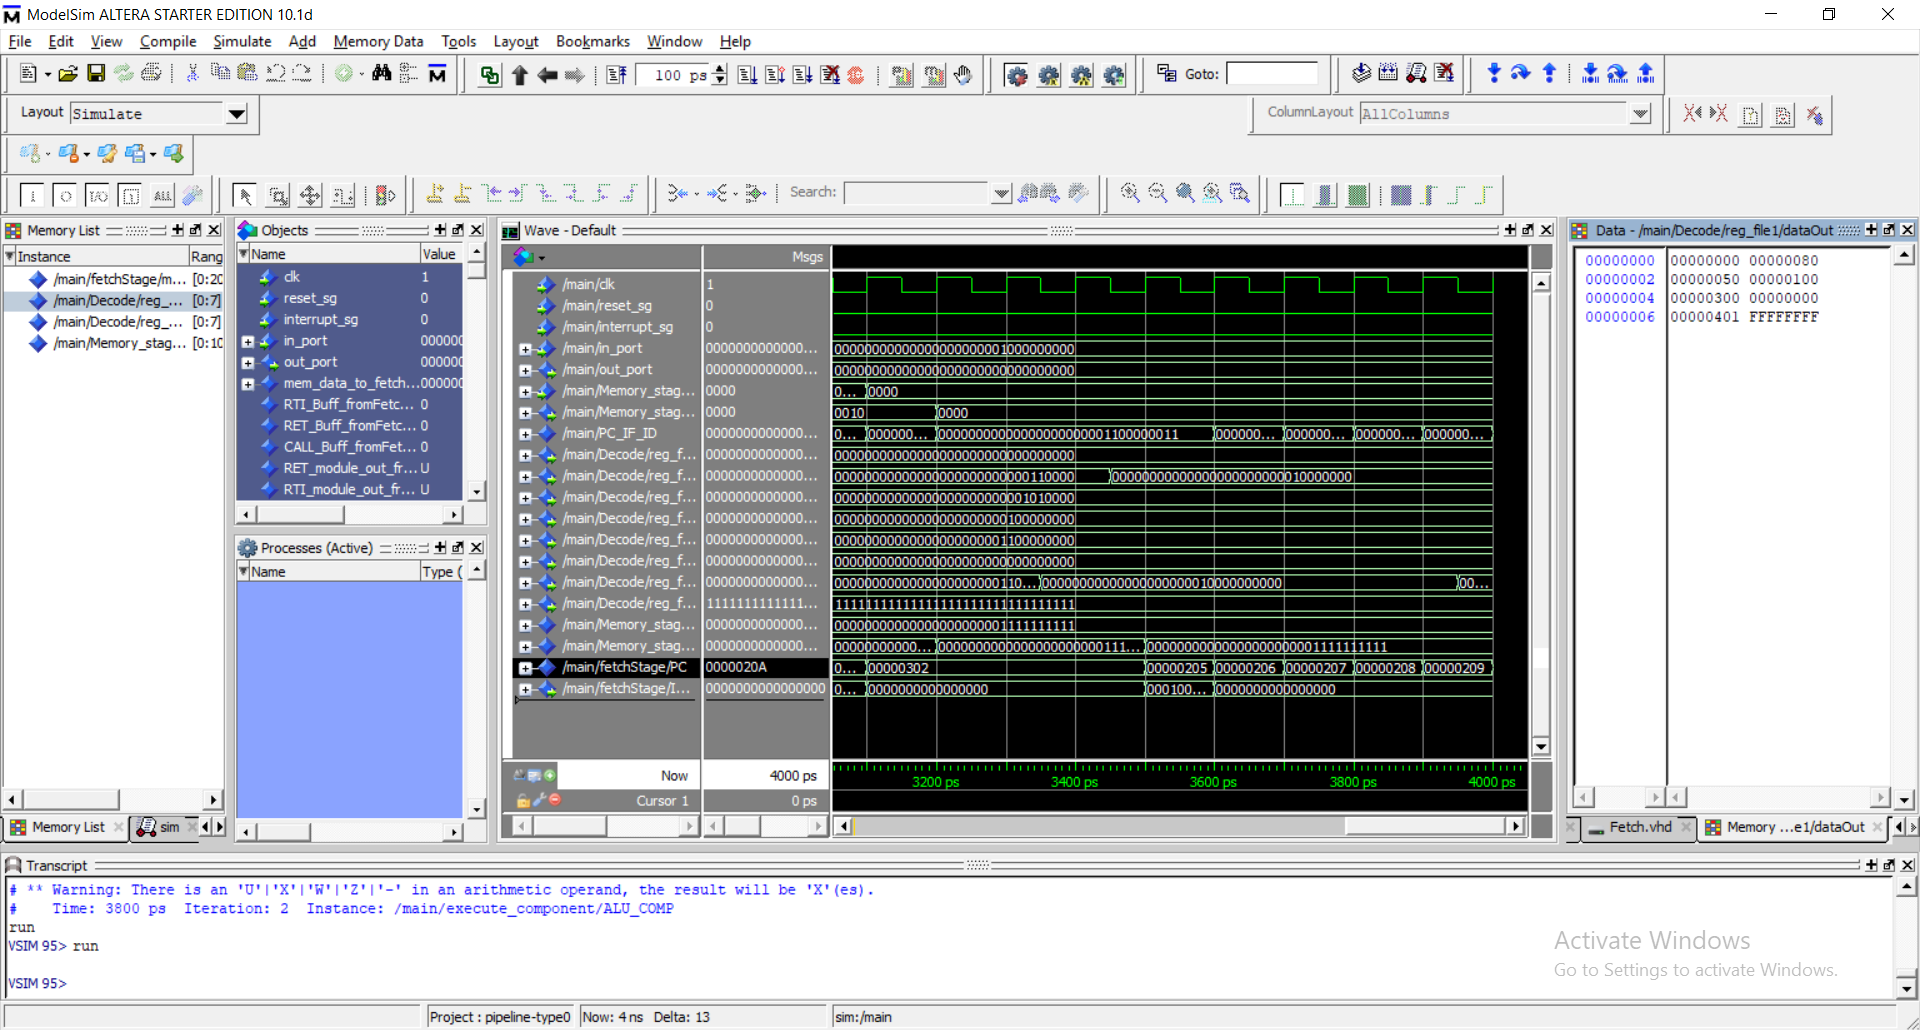 ModelSim ALTERA STARTER EDITION 10.1d
File Edit View Compile Simulate Add Memory Data Tools Layout Bookmarks Window Help
100 ps
Goto:
Layout Simulate
ColumnLayout AllColumns
Search:
Memory List
Instance Rang
/main/fetchStage/m... [0:20
/main/Decode/reg_... [0:7]
/main/Decode/reg_... [0:7]
/main/Memory_stag... [0:10
Memory List sim
Objects
Name Value
clk 1
reset_sg 0
interrupt_sg 0
in_port 000000
out_port 000000
mem_data_to_fetch...000000
RTI_Buff_fromFetc... 0
RET_Buff_fromFetc... 0
CALL_Buff_fromFet... 0
RET_module_out_fr... U
RTI_module_out_fr... U
Processes (Active)
Name Type (
Wave - Default
Msgs
/main/clk 1
/main/reset_sg 0
/main/interrupt_sg 0
/main/in_port 0000000000000... 00000000000000000000001000000000
/main/out_port 0000000000000... 00000000000000000000000000000000
/main/Memory_stag... 0000 0... 0000
/main/Memory_stag... 0000 0010 0000
/main/PC_IF_ID 0000000000000... 0... 000000... 00000000000000000000001100000011 000000... 000000... 000000... 000000...
/main/Decode/reg_f... 0000000000000... 00000000000000000000000000000000
/main/Decode/reg_f... 0000000000000... 00000000000000000000000000110000 00000000000000000000000010000000
/main/Decode/reg_f... 0000000000000... 00000000000000000000000001010000
/main/Decode/reg_f... 0000000000000... 00000000000000000000000100000000
/main/Decode/reg_f... 0000000000000... 00000000000000000000001100000000
/main/Decode/reg_f... 0000000000000... 00000000000000000000000000000000
/main/Decode/reg_f... 0000000000000... 0000000000000000000000110... 00000000000000000000010000000000 00...
/main/Decode/reg_f... 1111111111111... 11111111111111111111111111111111
/main/Memory_stag... 0000000000000... 00000000000000000000001111111111
/main/Memory_stag... 0000000000000... 0000000000... 00000000000000000000000111... 00000000000000000000001111111111
/main/fetchStage/PC 0000020A 0... 00000302 00000205 00000206 00000207 00000208 00000209
/main/fetchStage/I... 0000000000000000 0... 0000000000000000 000100... 0000000000000000
Now 4000 ps
Cursor 1 0 ps
3200 ps 3400 ps 3600 ps 3800 ps 4000 ps
Data - /main/Decode/reg_file1/dataOut
00000000 00000000 00000080
00000002 00000050 00000100
00000004 00000300 00000000
00000006 00000401 FFFFFFFF
Fetch.vhd Memory ...e1/dataOut
Transcript
# ** Warning: There is an 'U'|'X'|'W'|'Z'|'-' in an arithmetic operand, the result will be 'X'(es).
# Time: 3800 ps Iteration: 2 Instance: /main/execute_component/ALU_COMP
run
VSIM 95> run
VSIM 95>
Activate Windows
Go to Settings to activate Windows.
Project : pipeline-type0 Now: 4 ns Delta: 13 sim:/main